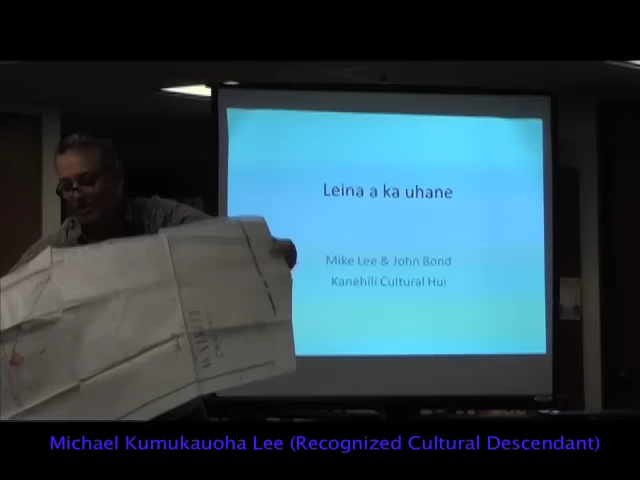 Leina a ka uhane
Mike Lee & John Bond
Kanehili Cultural Hui
Michael Kumukauoha Lee (Recognized Cultural Descendant)